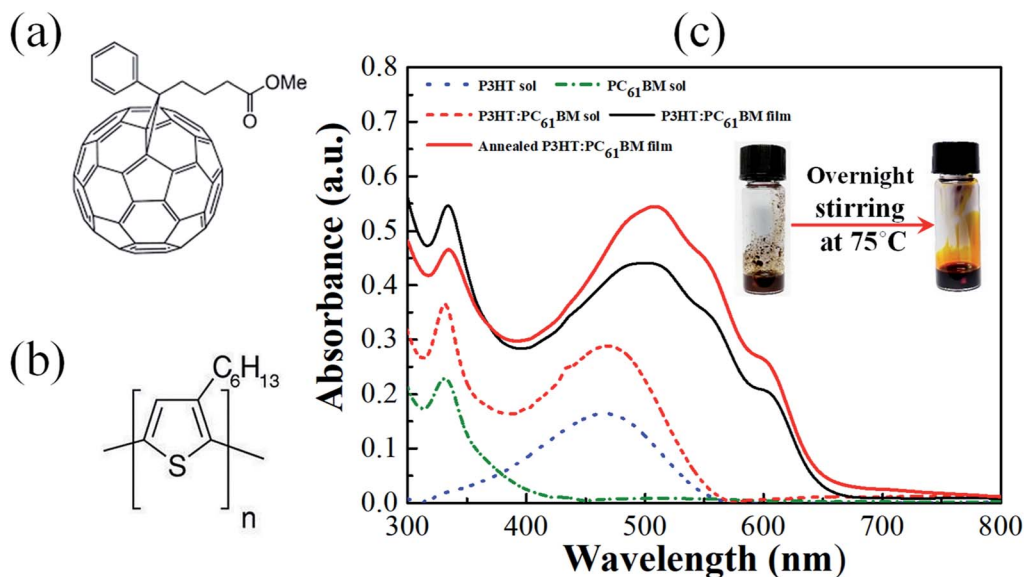 (a)
OMe
O
(b)
C6H13
S
n
(c)
P3HT sol
PC61BM sol
P3HT:PC61BM sol
P3HT:PC61BM film
Annealed P3HT:PC61BM film
Overnight
stirring
at 75°C
Absorbance (a.u.)
0.8
0.7
0.6
0.5
0.4
0.3
0.2
0.1
0.0
300 400 500 600 700 800
Wavelength (nm)